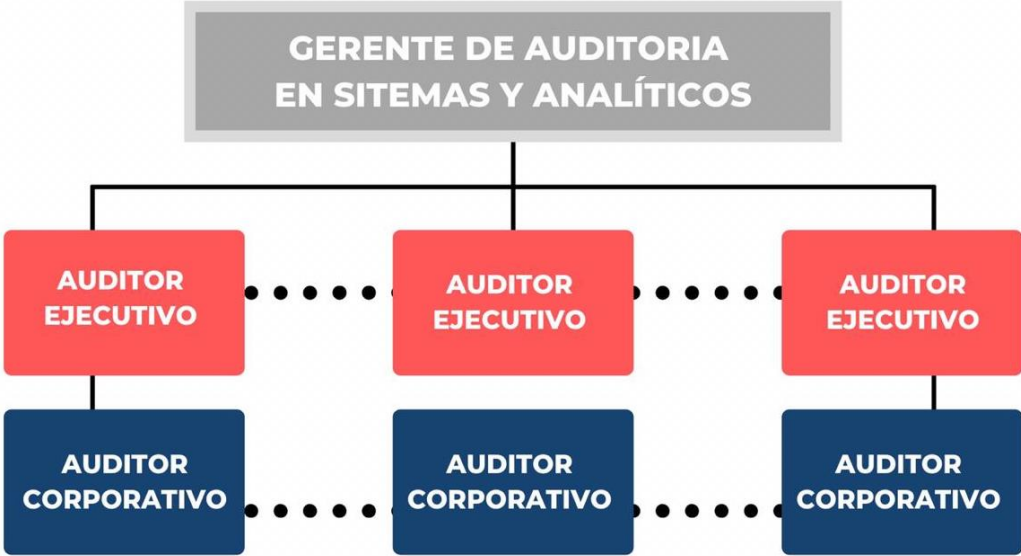 GERENTE DE AUDITORIA
EN SITEMAS Y ANALÍTICOS
AUDITOR
EJECUTIVO
AUDITOR
EJECUTIVO
AUDITOR
EJECUTIVO
AUDITOR
CORPORATIVO
AUDITOR
CORPORATIVO
AUDITOR
CORPORATIVO